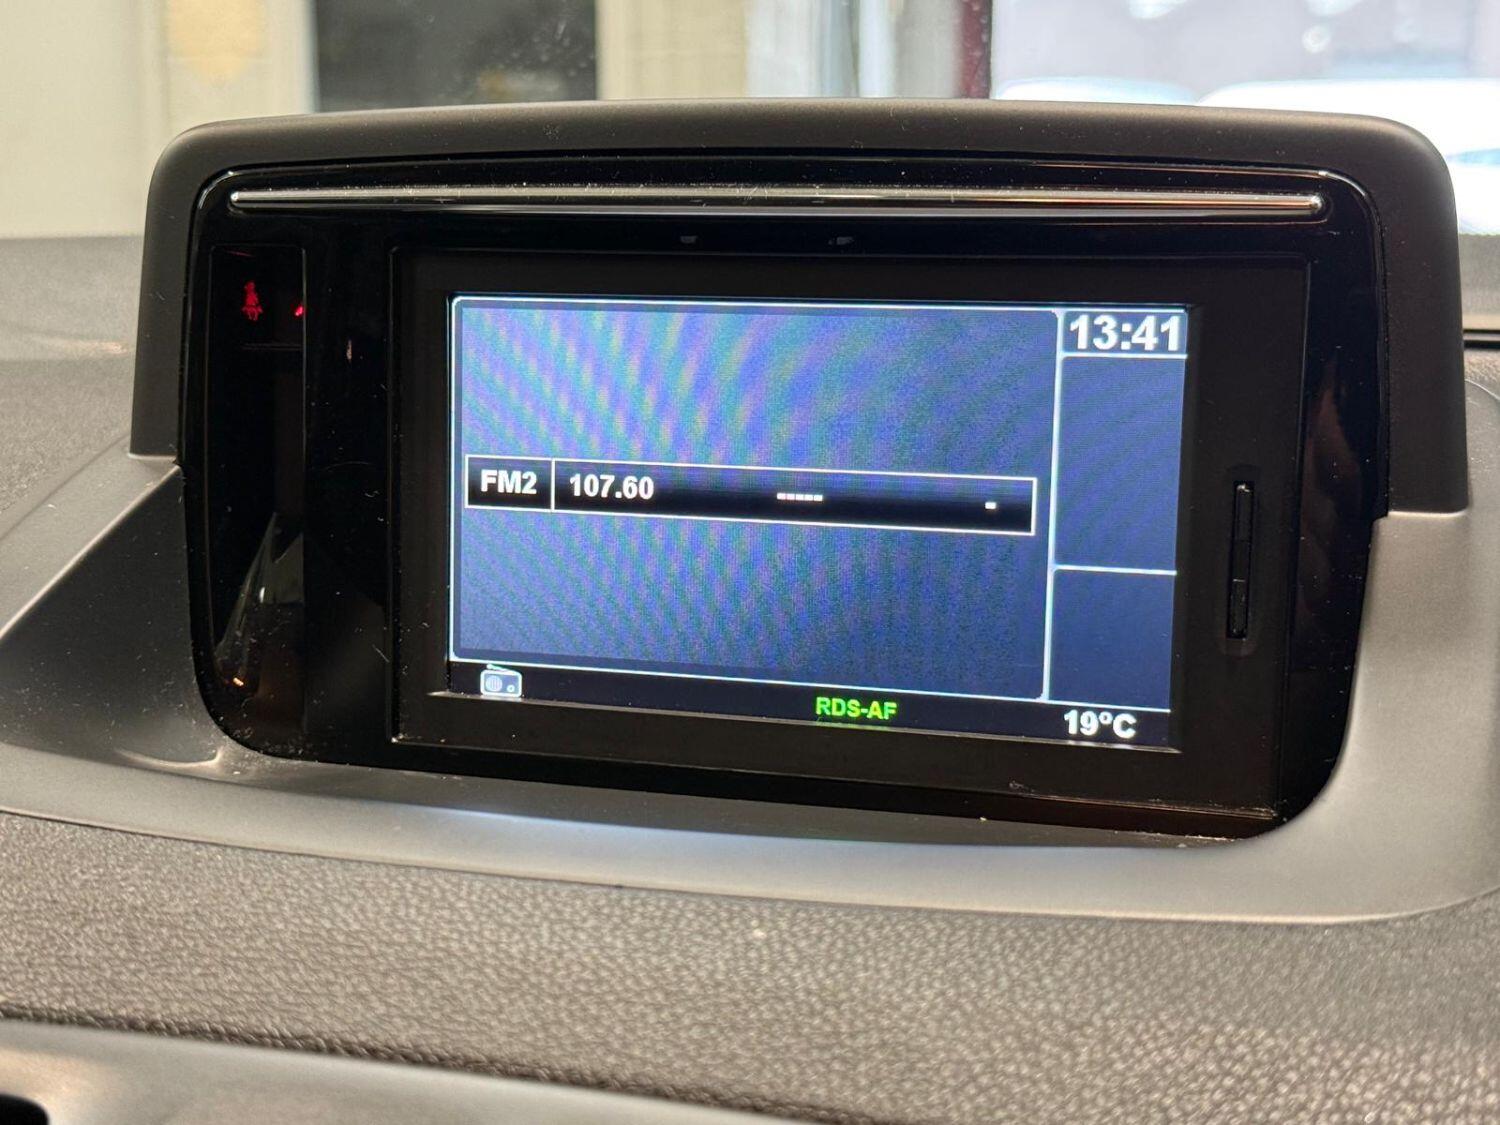 13:41
FM2 107.60 ----- -
RDS-AF
19°C